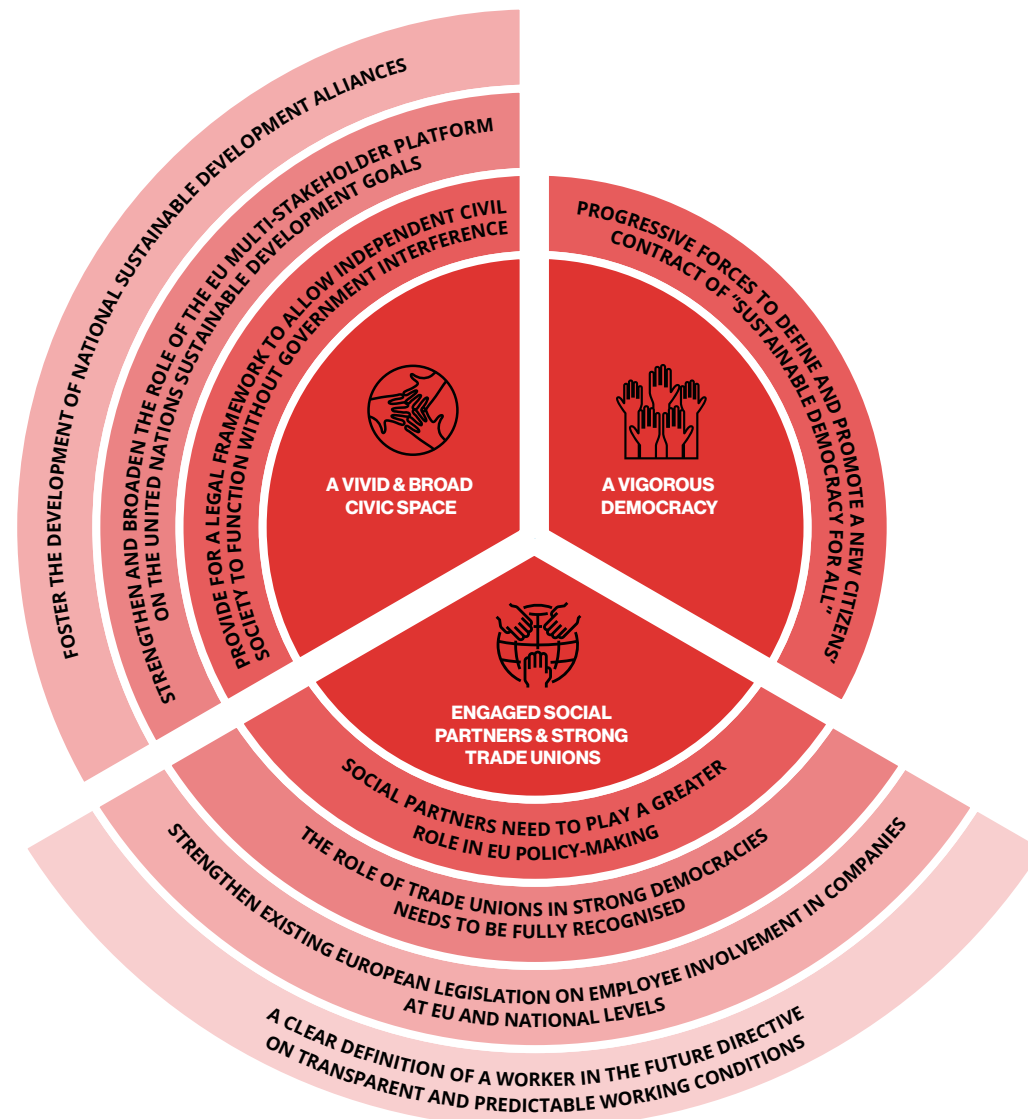 FOSTER THE DEVELOPMENT OF NATIONAL SUSTAINABLE DEVELOPMENT ALLIANCES
STRENGTHEN AND BROADEN THE ROLE OF THE EU MULTI-STAKEHOLDER PLATFORM
ON THE UNITED NATIONS SUSTAINABLE DEVELOPMENT GOALS
PROVIDE FOR A LEGAL FRAMEWORK TO ALLOW INDEPENDENT CIVIL
SOCIETY TO FUNCTION WITHOUT GOVERNMENT INTERFERENCE
A VIVID & BROAD
CIVIC SPACE
PROGRESSIVE FORCES TO DEFINE AND PROMOTE A NEW CITIZENS'
CONTRACT OF “SUSTAINABLE DEMOCRACY FOR ALL”
A VIGOROUS
DEMOCRACY
ENGAGED SOCIAL
PARTNERS & STRONG
TRADE UNIONS
SOCIAL PARTNERS NEED TO PLAY A GREATER
ROLE IN EU POLICY-MAKING
THE ROLE OF TRADE UNIONS IN STRONG DEMOCRACIES
NEEDS TO BE FULLY RECOGNISED
STRENGTHEN EXISTING EUROPEAN LEGISLATION ON EMPLOYEE INVOLVEMENT IN COMPANIES
AT EU AND NATIONAL LEVELS
A CLEAR DEFINITION OF A WORKER IN THE FUTURE DIRECTIVE
ON TRANSPARENT AND PREDICTABLE WORKING CONDITIONS